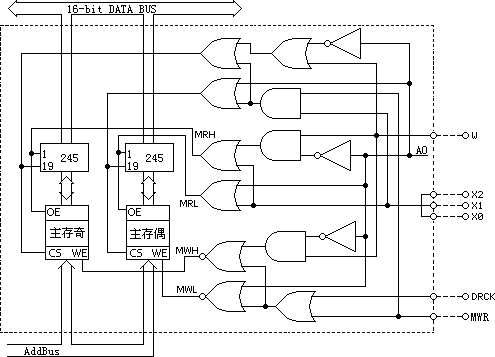 16-bit DATA BUS
W
A0
MRH
1 245
19
1 245
19
MRL
X2
X1
X0
OE
主存奇
CS WE
OE
主存偶
CS WE
MWH
MWL
DRCK
MWR
AddBus